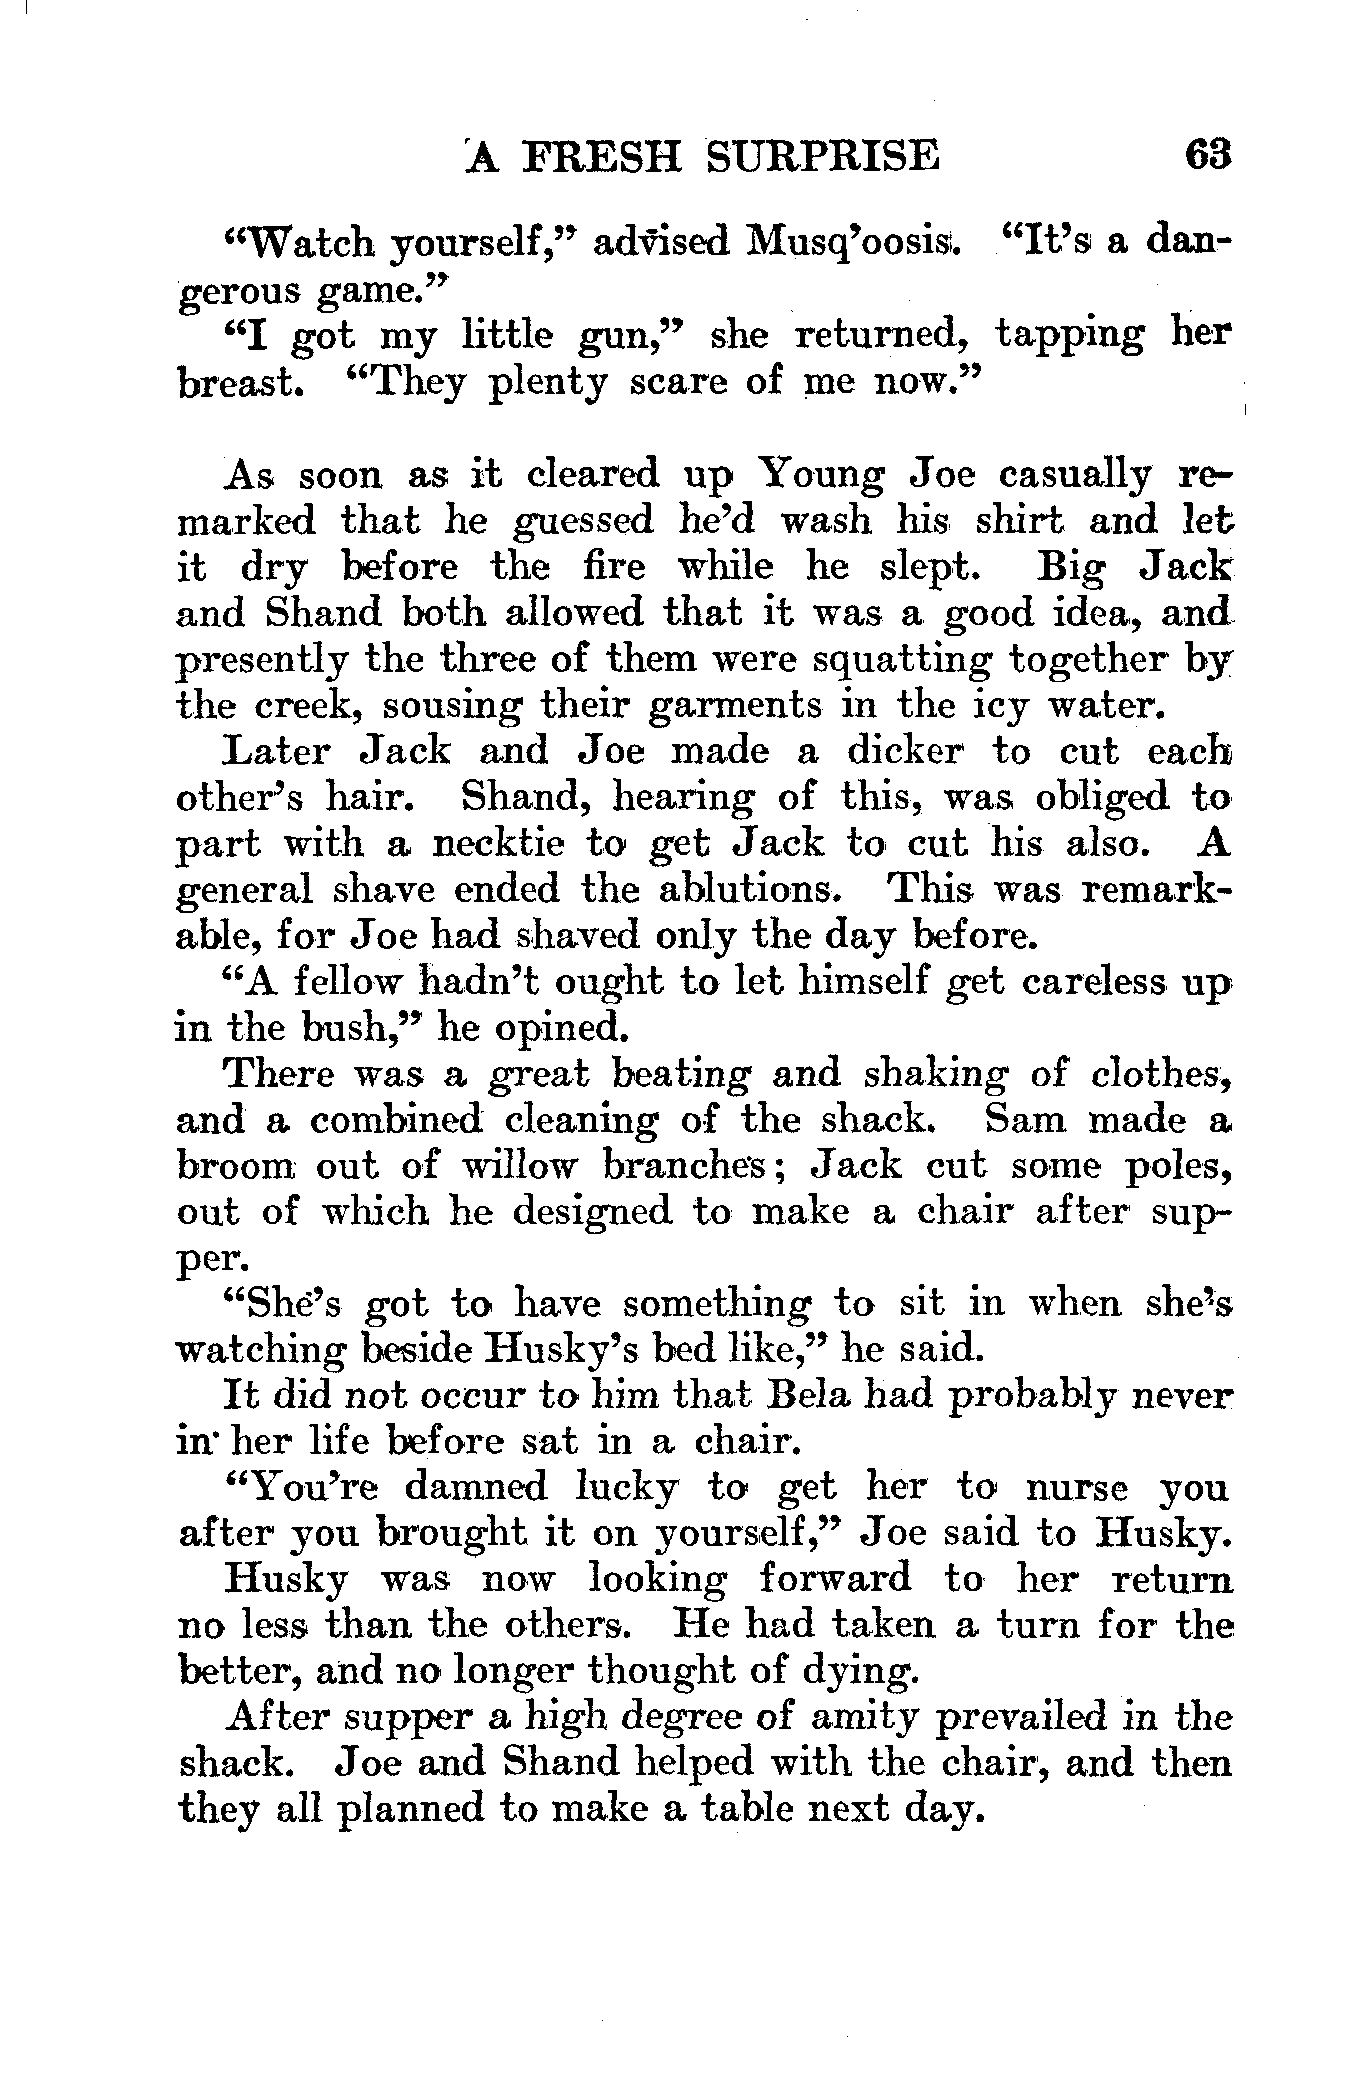 A FRESH SURPRISE 63
“Watch yourself,” advised Musq’oosis. “It’s a dan-
gerous game.”
“I got my little gun,” she returned, tapping her
breast. “They plenty scare of me now.”
As soon as it cleared up Young Joe casually re-
marked that he guessed he’d wash his shirt and let
it dry before the fire while he slept. Big Jack
and Shand both allowed that it was a good idea, and
presently the three of them were squatting together by
the creek, sousing their garments in the icy water.
Later Jack and Joe made a dicker to cut each
other’s hair. Shand, hearing of this, was obliged to
part with a necktie to get Jack to cut his also. A
general shave ended the ablutions. This was remark-
able, for Joe had shaved only the day before.
“A fellow hadn’t ought to let himself get careless up
in the bush,” he opined.
There was a great beating and shaking of clothes,
and a combined cleaning of the shack. Sam made a
broom out of willow branches; Jack cut some poles,
out of which he designed to make a chair after sup-
per.
“She’s got to have something to sit in when she’s
watching beside Husky’s bed like,” he said.
It did not occur to him that Bela had probably never
in her life before sat in a chair.
“You’re damned lucky to get her to nurse you
after you brought it on yourself,” Joe said to Husky.
Husky was now looking forward to her return
no less than the others. He had taken a turn for the
better, and no longer thought of dying.
After supper a high degree of amity prevailed in the
shack. Joe and Shand helped with the chair, and then
they all planned to make a table next day.